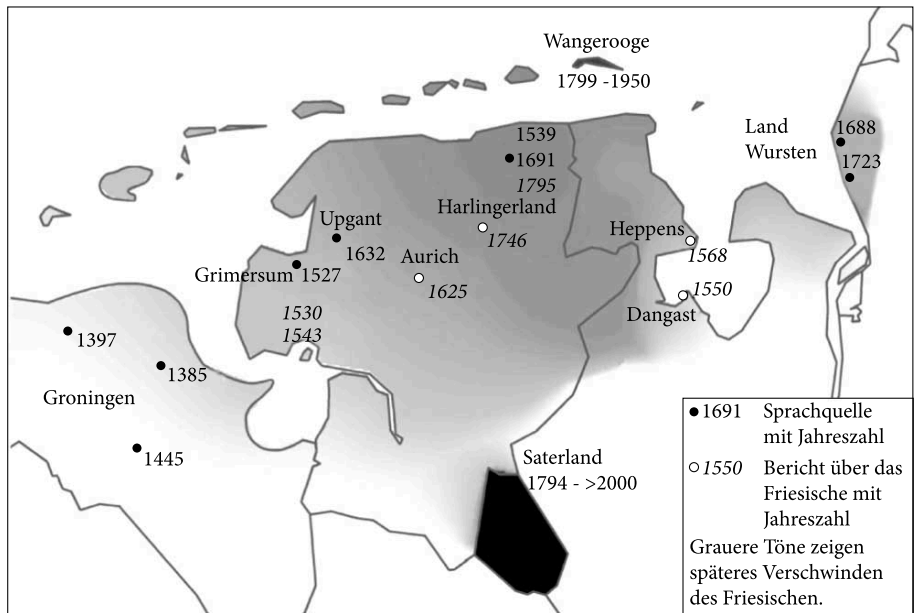 Wangerooge
1799 -1950
Land
Wursten
1688
1723
1539
1691
1795
Harlingerland
1746
Upgant
1632
Aurich
1625
Grimersum
1527
1530
1543
Heppens
1568
1550
Dangast
1397
1385
Groningen
1445
Saterland
1794 - >2000
1691 Sprachquelle
mit Jahreszahl
1550 Bericht über das
Friesische mit
Jahreszahl
Grauere Töne zeigen
späteres Verschwinden
des Friesischen.